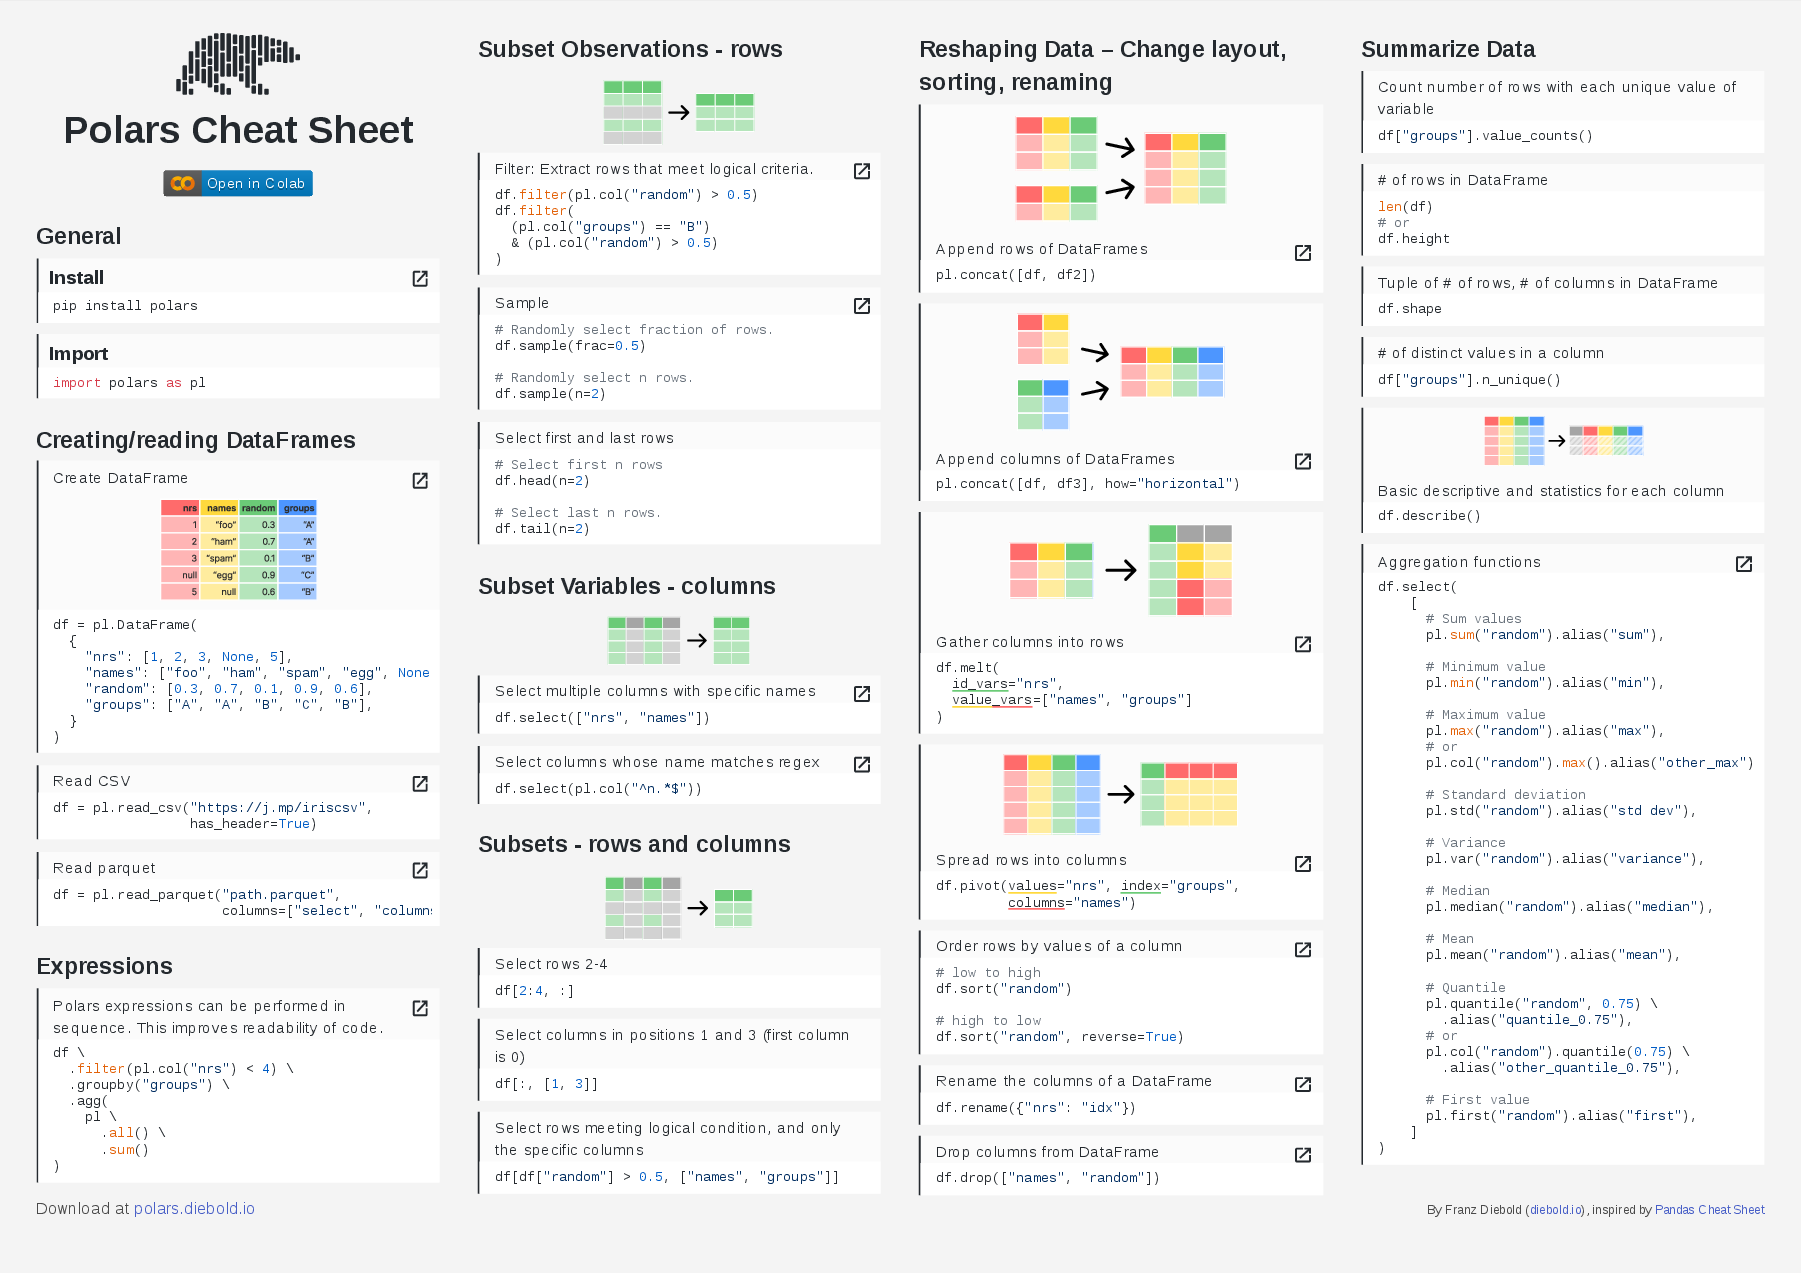 Polars Cheat Sheet
Open in Colab
General
Install
pip install polars
Import
import polars as pl
Creating/reading DataFrames
Create DataFrame
nrs names random groups
1 "foo" 0.3 "A"
2 "ham" 0.7 "A"
3 "spam" 0.1 "B"
null "egg" 0.9 "C"
5 null 0.6 "B"
df = pl.DataFrame(
  {
    "nrs": [1, 2, 3, None, 5],
    "names": ["foo", "ham", "spam", "egg", None
    "random": [0.3, 0.7, 0.1, 0.9, 0.6],
    "groups": ["A", "A", "B", "C", "B"],
  }
)
Read CSV
df = pl.read_csv("https://j.mp/iriscsv",
                 has_header=True)
Read parquet
df = pl.read_parquet("path.parquet",
                     columns=["select", "columns
Expressions
Polars expressions can be performed in
sequence. This improves readability of code.
df \
  .filter(pl.col("nrs") < 4) \
  .groupby("groups") \
  .agg(
    pl \
      .all() \
      .sum()
)
Download at polars.diebold.io
Subset Observations - rows
Filter: Extract rows that meet logical criteria.
df.filter(pl.col("random") > 0.5)
df.filter(
  (pl.col("groups") == "B")
  & (pl.col("random") > 0.5)
)
Sample
# Randomly select fraction of rows.
df.sample(frac=0.5)
# Randomly select n rows.
df.sample(n=2)
Select first and last rows
# Select first n rows
df.head(n=2)
# Select last n rows.
df.tail(n=2)
Subset Variables - columns
Select multiple columns with specific names
df.select(["nrs", "names"])
Select columns whose name matches regex
df.select(pl.col("^n.*$"))
Subsets - rows and columns
Select rows 2-4
df[2:4, :]
Select columns in positions 1 and 3 (first column
is 0)
df[:, [1, 3]]
Select rows meeting logical condition, and only
the specific columns
df[df["random"] > 0.5, ["names", "groups"]]
Reshaping Data – Change layout,
sorting, renaming
Append rows of DataFrames
pl.concat([df, df2])
Append columns of DataFrames
pl.concat([df, df3], how="horizontal")
Gather columns into rows
df.melt(
  id_vars="nrs",
  value_vars=["names", "groups"]
)
Spread rows into columns
df.pivot(values="nrs", index="groups",
         columns="names")
Order rows by values of a column
# low to high
df.sort("random")
# high to low
df.sort("random", reverse=True)
Rename the columns of a DataFrame
df.rename({"nrs": "idx"})
Drop columns from DataFrame
df.drop(["names", "random"])
Summarize Data
Count number of rows with each unique value of
variable
df["groups"].value_counts()
# of rows in DataFrame
len(df)
# or
df.height
Tuple of # of rows, # of columns in DataFrame
df.shape
# of distinct values in a column
df["groups"].n_unique()
Basic descriptive and statistics for each column
df.describe()
Aggregation functions
df.select(
    [
      # Sum values
      pl.sum("random").alias("sum"),
      # Minimum value
      pl.min("random").alias("min"),
      # Maximum value
      pl.max("random").alias("max"),
      # or
      pl.col("random").max().alias("other_max")
      # Standard deviation
      pl.std("random").alias("std dev"),
      # Variance
      pl.var("random").alias("variance"),
      # Median
      pl.median("random").alias("median"),
      # Mean
      pl.mean("random").alias("mean"),
      # Quantile
      pl.quantile("random", 0.75) \
        .alias("quantile_0.75"),
      # or
      pl.col("random").quantile(0.75) \
        .alias("other_quantile_0.75"),
      # First value
      pl.first("random").alias("first"),
    ]
)
By Franz Diebold (diebold.io), inspired by Pandas Cheat Sheet